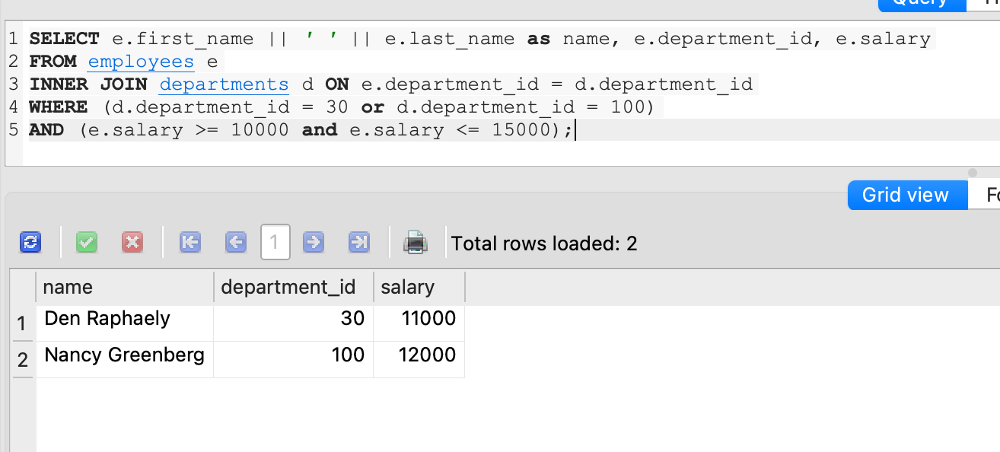 Query
1 SELECT e.first_name || ' ' || e.last_name as name, e.department_id, e.salary
2 FROM employees e
3 INNER JOIN departments d ON e.department_id = d.department_id
4 WHERE (d.department_id = 30 or d.department_id = 100)
5 AND (e.salary >= 10000 and e.salary <= 15000);
Grid view
1 Total rows loaded: 2
name department_id salary
1 Den Raphaely 30 11000
2 Nancy Greenberg 100 12000